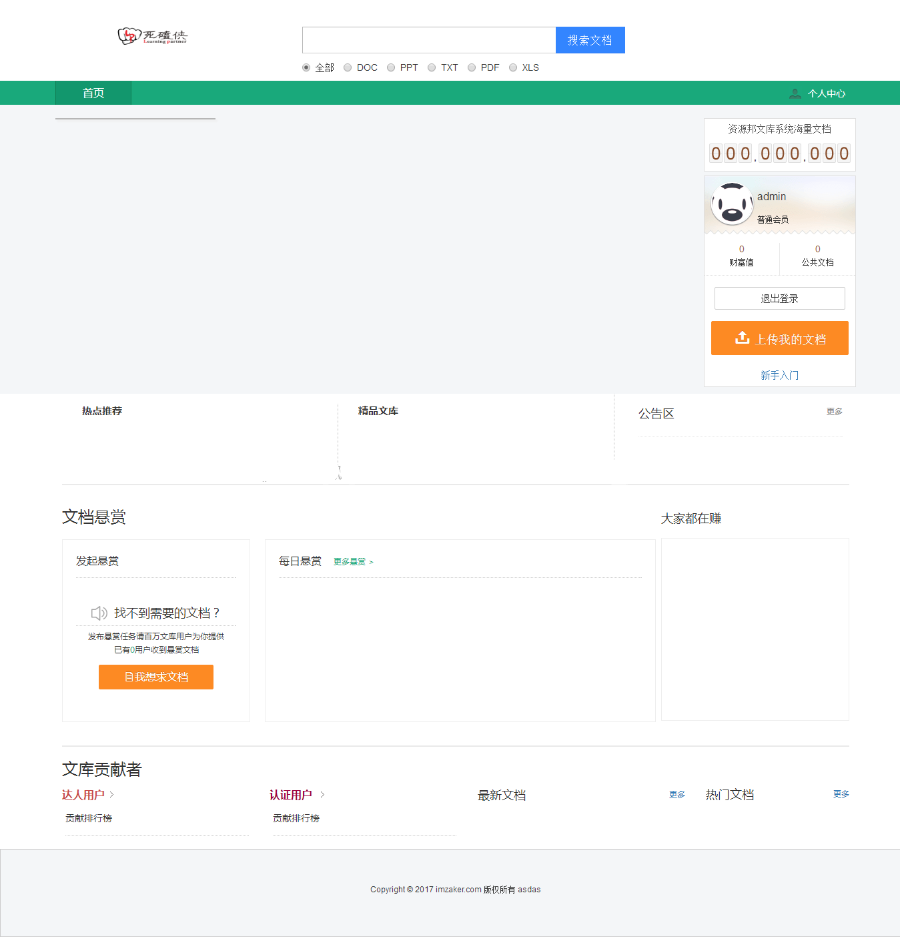 死磕侠
Learning partner
搜索文档
全部 DOC PPT TXT PDF XLS
首页
个人中心
资源邦文库系统海量文档
000,000,000
admin
普通会员
0 0
财富值 公共文档
退出登录
上传我的文档
新手入门
热点推荐
精品文库
公告区 更多
文档悬赏
大家都在赚
发起悬赏
每日悬赏 更多悬赏 >
找不到需要的文档？
发布悬赏任务请百万文库用户为你提供
已有0用户收到悬赏文档
我想求文档
文库贡献者
达人用户 >
认证用户 >
最新文档 更多
热门文档 更多
贡献排行榜
贡献排行榜
Copyright © 2017 imzaker.com 版权所有 asdas